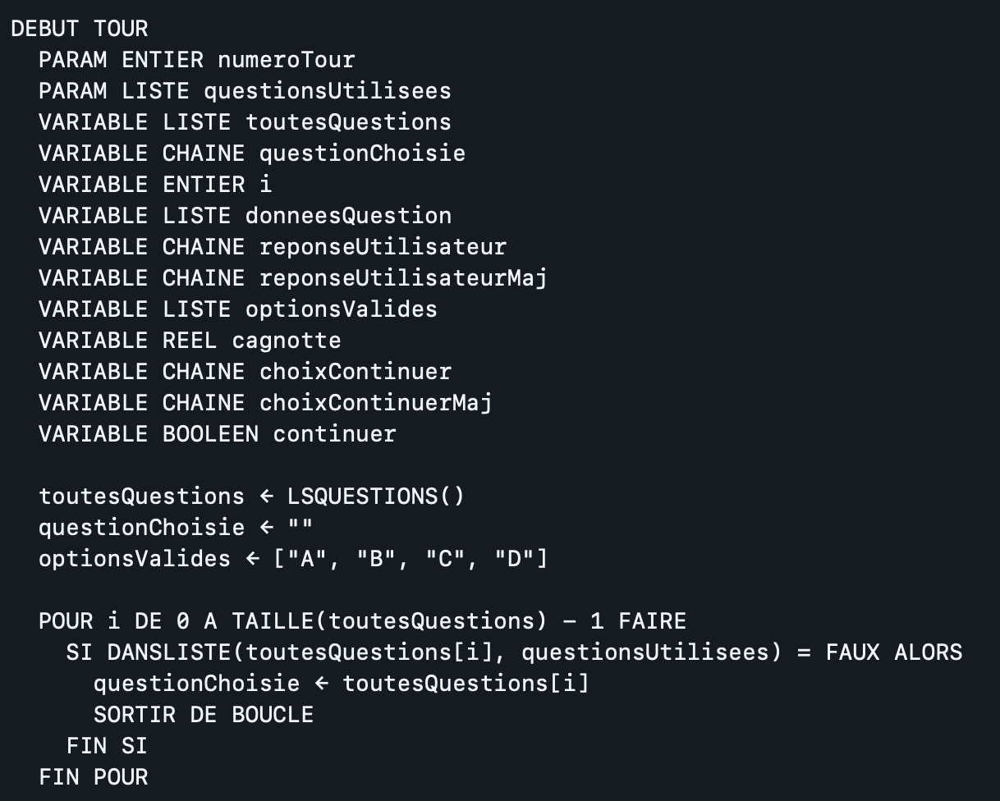 DEBUT TOUR
  PARAM ENTIER numeroTour
  PARAM LISTE questionsUtilisees
  VARIABLE LISTE toutesQuestions
  VARIABLE CHAINE questionChoisie
  VARIABLE ENTIER i
  VARIABLE LISTE donneesQuestion
  VARIABLE CHAINE reponseUtilisateur
  VARIABLE CHAINE reponseUtilisateurMaj
  VARIABLE LISTE optionsValides
  VARIABLE REEL cagnotte
  VARIABLE CHAINE choixContinuer
  VARIABLE CHAINE choixContinuerMaj
  VARIABLE BOOLEEN continuer

  toutesQuestions ← LSQUESTIONS()
  questionChoisie ← ""
  optionsValides ← ["A", "B", "C", "D"]

  POUR i DE 0 A TAILLE(toutesQuestions) – 1 FAIRE
    SI DANSLISTE(toutesQuestions[i], questionsUtilisees) = FAUX ALORS
      questionChoisie ← toutesQuestions[i]
      SORTIR DE BOUCLE
    FIN SI
  FIN POUR